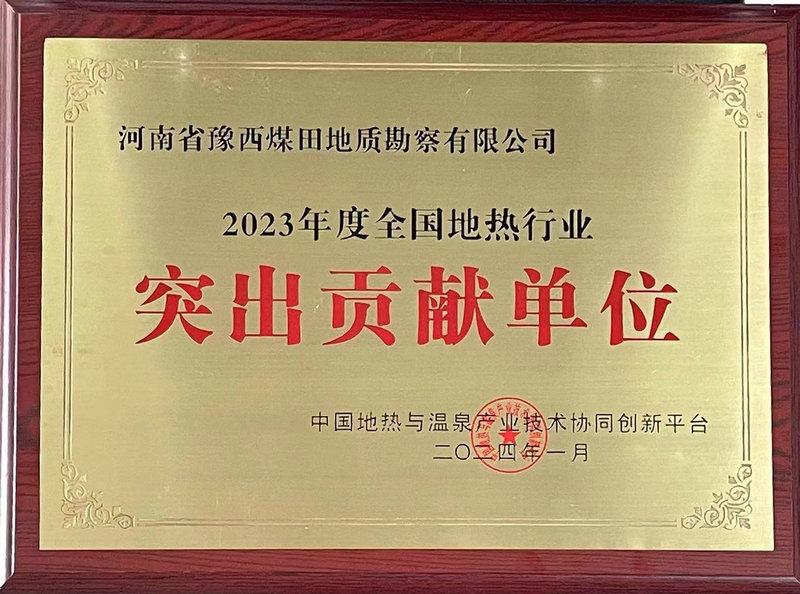 河南省豫西煤田地质勘察有限公司
2023年度全国地热行业
突出贡献单位
中国地热与温泉产业技术协同创新平台
二〇二四年一月